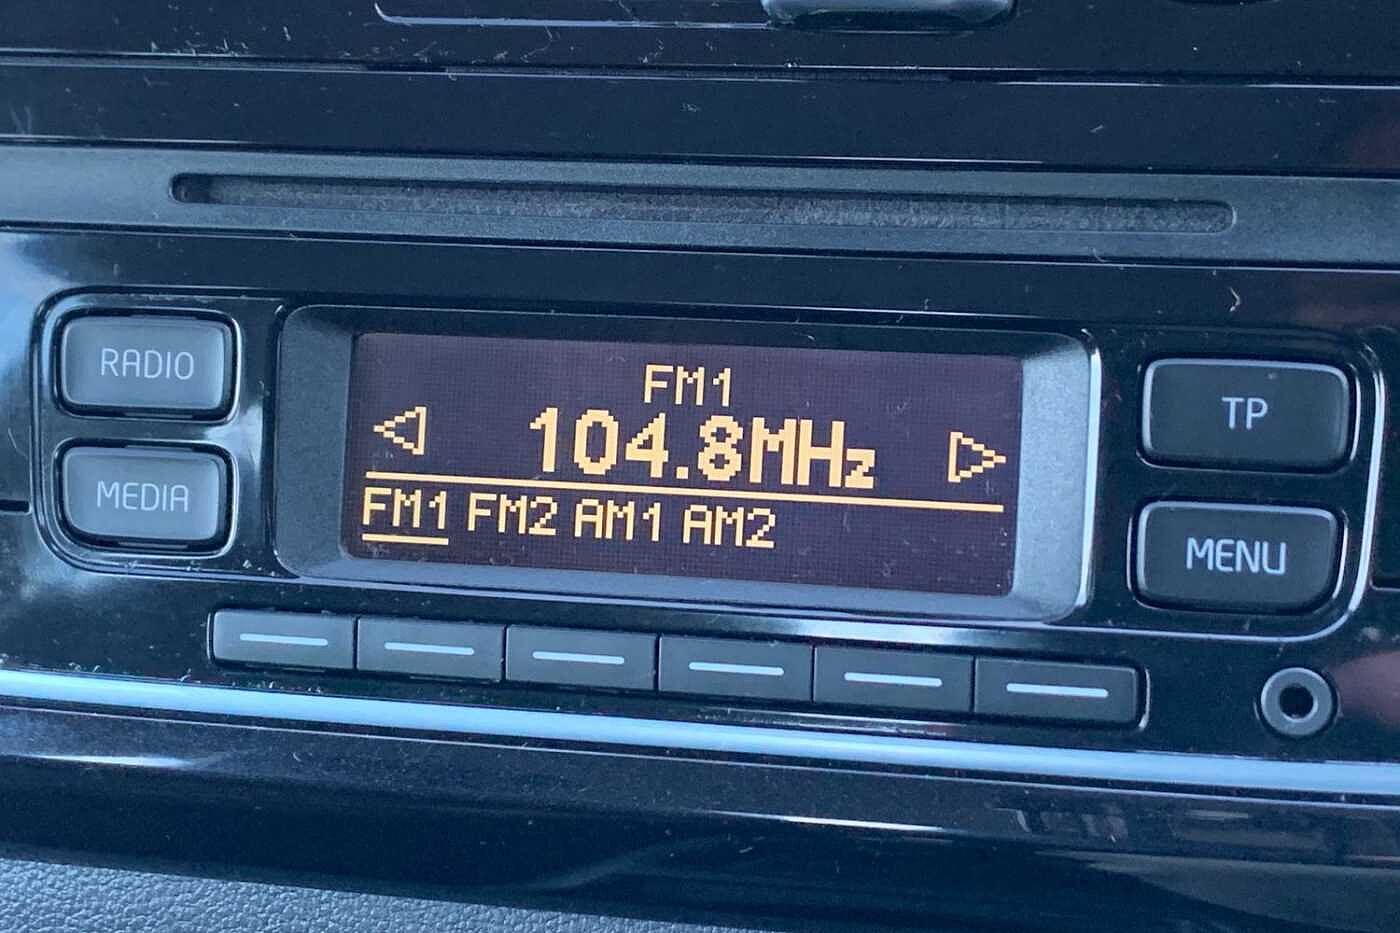 RADIO
MEDIA
FM1
104.8MHz
FM1 FM2 AM1 AM2
TP
MENU